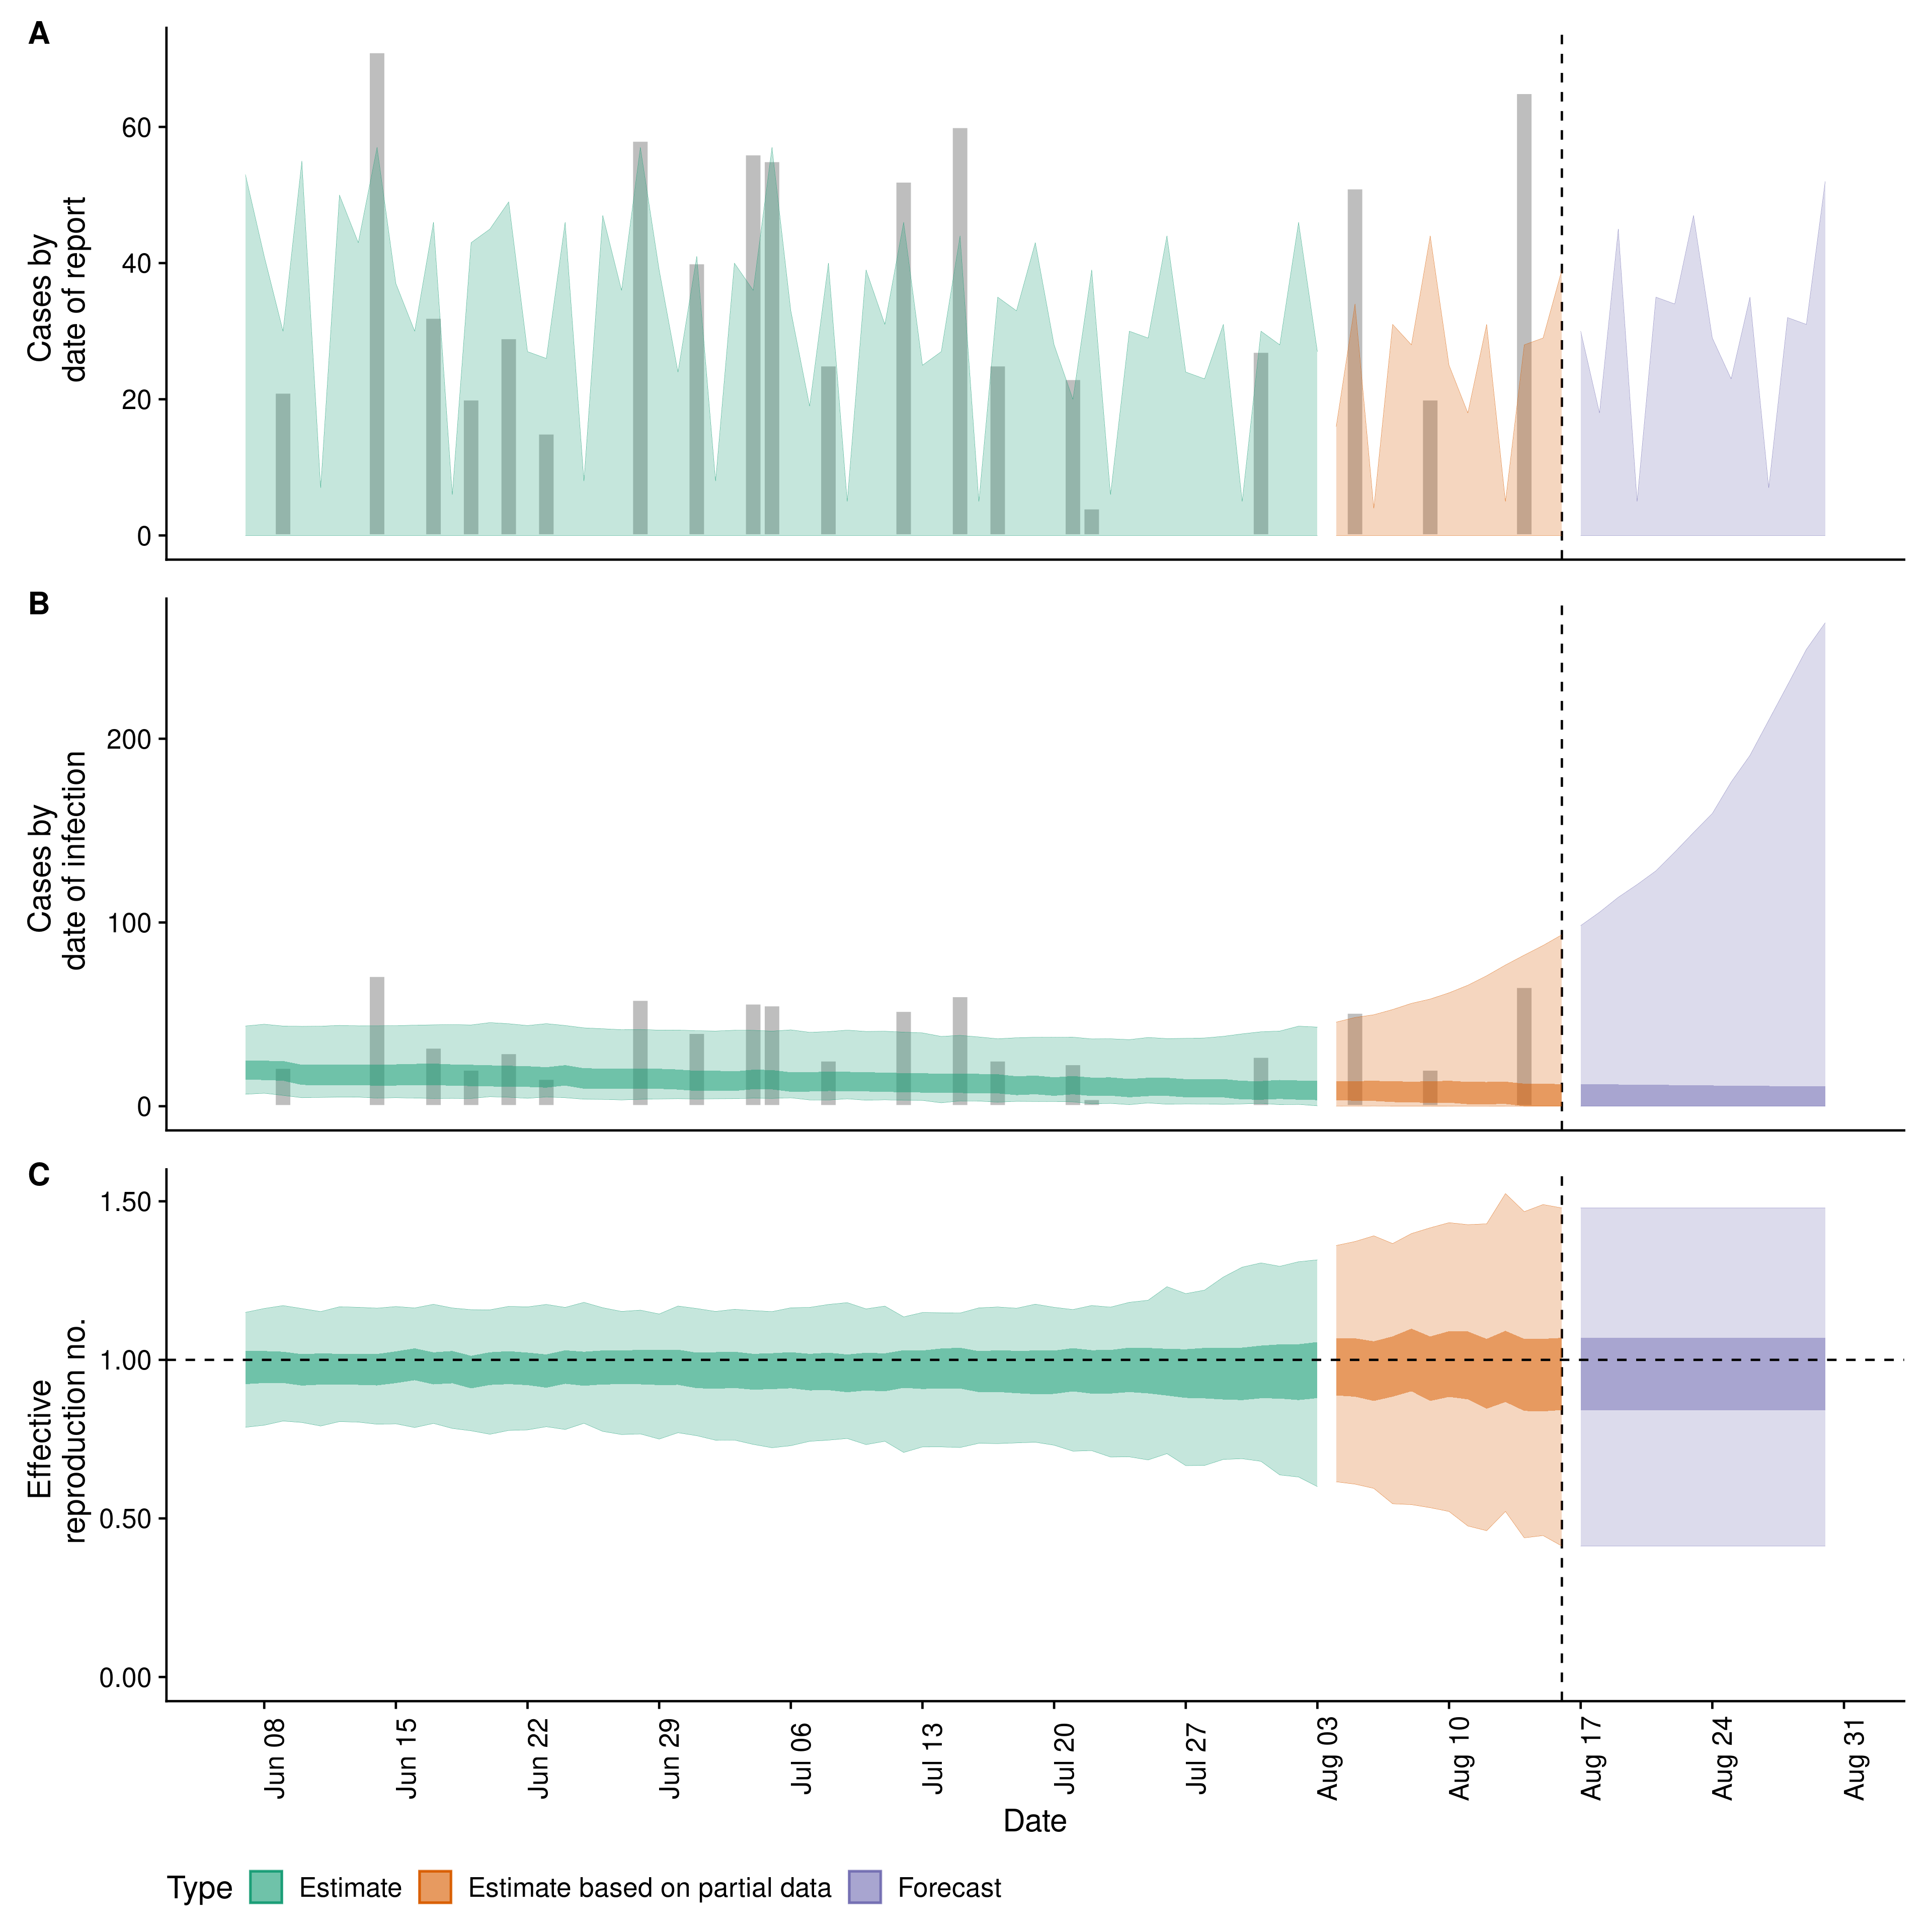 A
Cases by
date of report
60
40
20
0
B
Cases by
date of infection
200
100
0
C
Effective
reproduction no.
1.50
1.00
0.50
0.00
Jun 08
Jun 15
Jun 22
Jun 29
Jul 06
Jul 13
Jul 20
Jul 27
Aug 03
Aug 10
Aug 17
Aug 24
Aug 31
Date
Type Estimate Estimate based on partial data Forecast